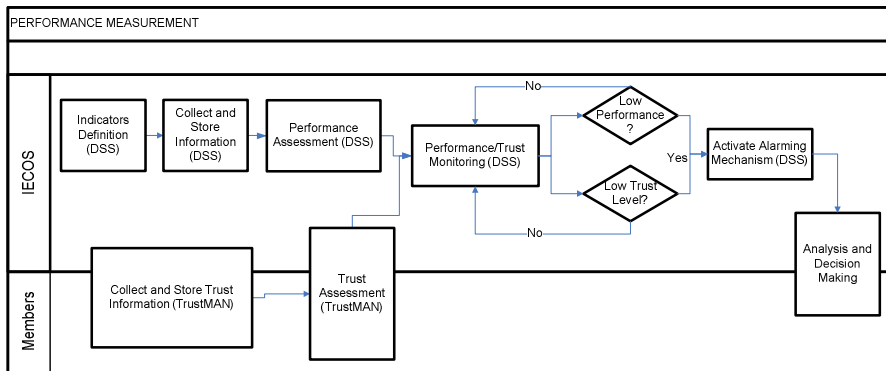 PERFORMANCE MEASUREMENT
IECOS
Indicators
Definition
(DSS)
Collect and
Store
Information
(DSS)
Performance
Assessment (DSS)
Performance/Trust
Monitoring (DSS)
No
Low
Performance
?
Low Trust
Level?
No
Yes
Activate Alarming
Mechanism (DSS)
Analysis and
Decision
Making
Members
Collect and Store Trust
Information (TrustMAN)
Trust
Assessment
(TrustMAN)